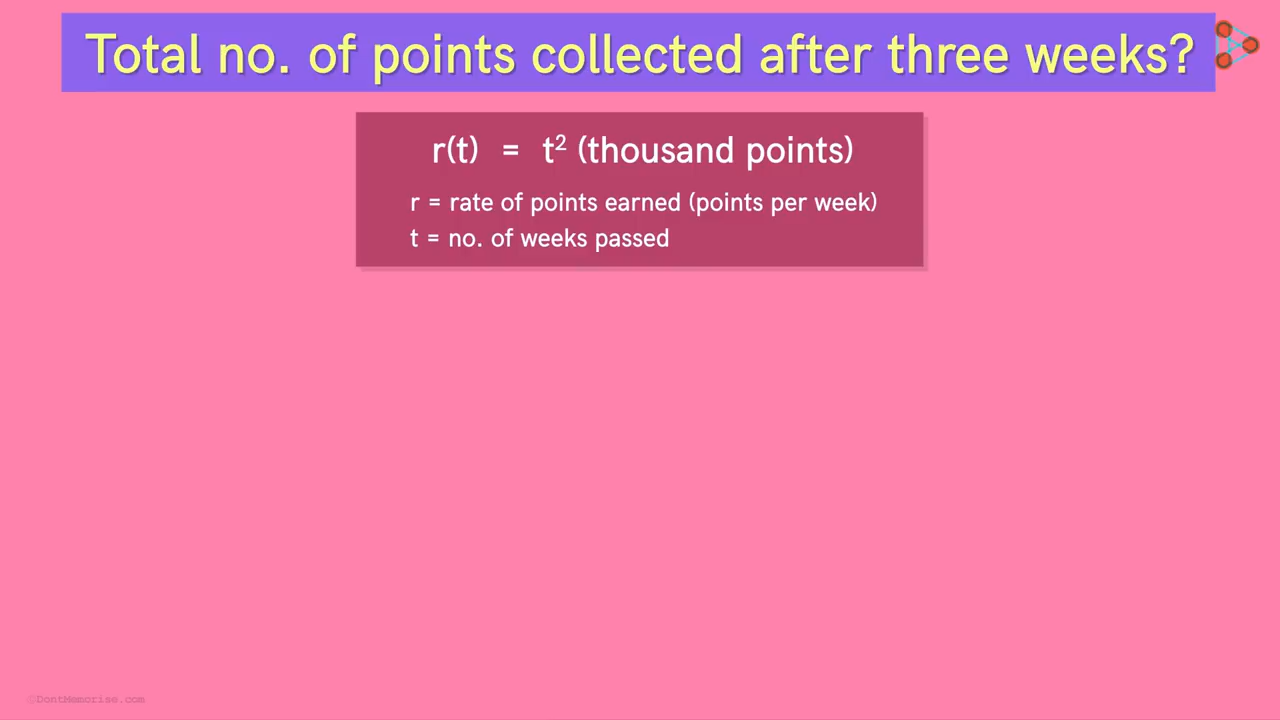 Total no. of points collected after three weeks?
r(t) = t² (thousand points)
r = rate of points earned (points per week)
t = no. of weeks passed
©DontMemorise.com